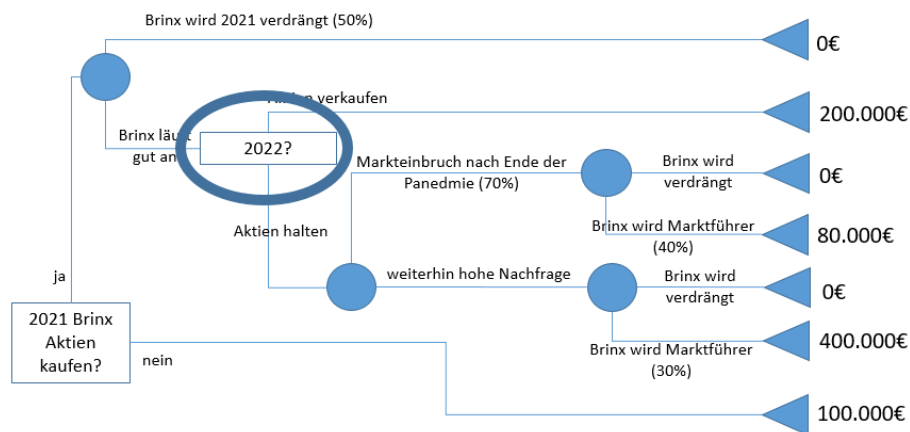 Brinx wird 2021 verdrängt (50%)
0€
Aktien verkaufen
200.000€
Brinx läuft
gut an
2022?
Markteinbruch nach Ende der
Panedmie (70%)
Brinx wird
verdrängt
0€
Aktien halten
Brinx wird Marktführer
(40%)
80.000€
ja
weiterhin hohe Nachfrage
Brinx wird
verdrängt
0€
2021 Brinx
Aktien
kaufen?
nein
Brinx wird Marktführer
(30%)
400.000€
100.000€